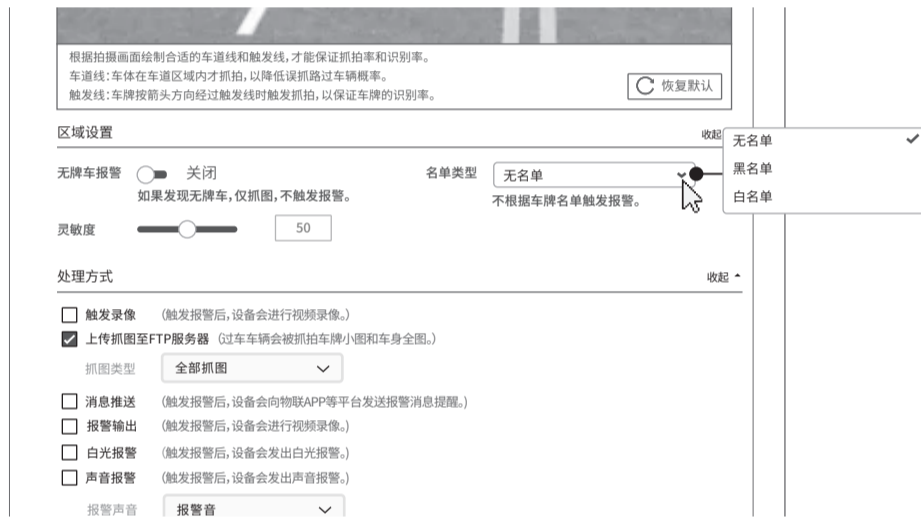 根据拍摄画面绘制合适的车道线和触发线，才能保证抓拍率和识别率。
车道线：车体在车道区域内才抓拍，以降低误抓路过车辆概率。
触发线：车牌按箭头方向经过触发线时触发抓拍，以保证车牌的识别率。
恢复默认
区域设置 收起
无名单
黑名单
白名单
无牌车报警 关闭 名单类型 无名单
如果发现无牌车，仅抓图，不触发报警。 不根据车牌名单触发报警。
灵敏度 50
处理方式 收起
触发录像 （触发报警后，设备会进行视频录像。）
上传抓图至FTP服务器 （过车车辆会被抓拍车牌小图和车身全图。）
抓图类型 全部抓图
消息推送 （触发报警后，设备会向物联APP等平台发送报警消息提醒。）
报警输出 （触发报警后，设备会进行视频录像。）
白光报警 （触发报警后，设备会发出白光报警。）
声音报警 （触发报警后，设备会发出声音报警。）
报警声音 报警音